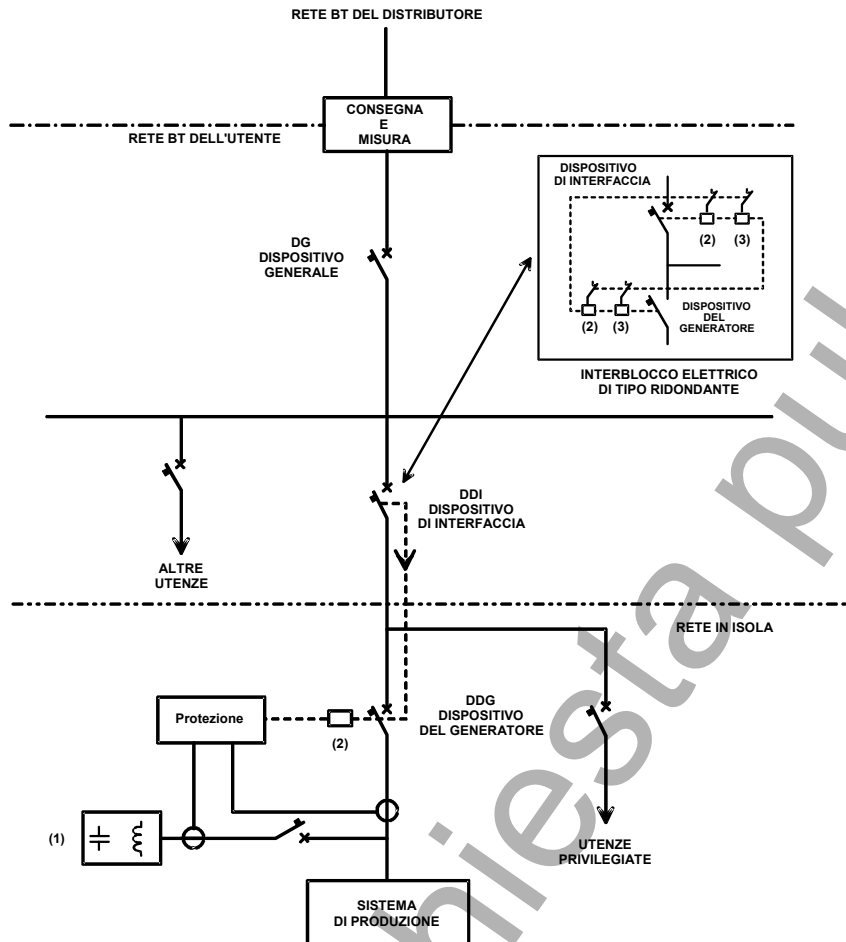 RETE BT DEL DISTRIBUTORE
CONSEGNA
E
MISURA
RETE BT DELL'UTENTE
DISPOSITIVO
DI INTERFACCIA
(2)
(3)
DG
DISPOSITIVO
GENERALE
DISPOSITIVO
DEL
GENERATORE
(2)
(3)
INTERBLOCCO ELETTRICO
DI TIPO RIDONDANTE
DDI
DISPOSITIVO
DI INTERFACCIA
ALTRE
UTENZE
RETE IN ISOLA
Protezione
(2)
DDG
DISPOSITIVO
DEL GENERATORE
(1)
UTENZE
PRIVILEGIATE
SISTEMA
DI PRODUZIONE
hiesta pu